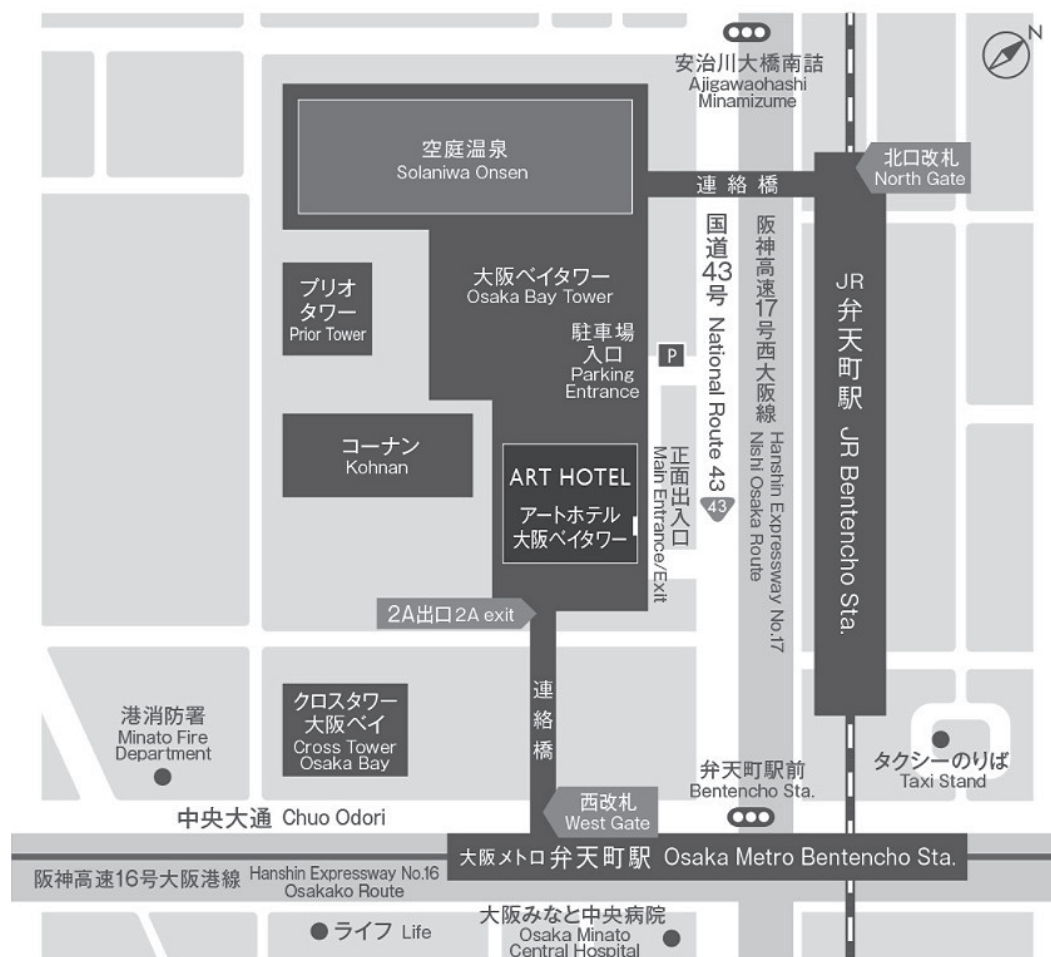 N
安治川大橋南詰
Ajigawaohashi
Minamizume
空庭温泉
Solaniwa Onsen
北口改札
North Gate
連絡橋
国道43号 National Route 43
43
阪神高速17号西大阪線
Hanshin Expressway No.17
Nishi Osaka Route
JR 弁天町駅 JR Bentencho Sta.
大阪ベイタワー
Osaka Bay Tower
プリオ
タワー
Prior Tower
駐車場
入口
Parking
Entrance
P
コーナン
Kohnan
ART HOTEL
アートホテル
大阪ベイタワー
正面出入口
Main Entrance/Exit
2A出口 2A exit
連絡橋
クロスタワー
大阪ベイ
Cross Tower
Osaka Bay
港消防署
Minato Fire
Department
弁天町駅前
Bentencho Sta.
タクシーのりば
Taxi Stand
中央大通 Chuo Odori
西改札
West Gate
大阪メトロ 弁天町駅 Osaka Metro Bentencho Sta.
阪神高速16号大阪港線
Hanshin Expressway No.16
Osakako Route
ライフ Life
大阪みなと中央病院
Osaka Minato
Central Hospital